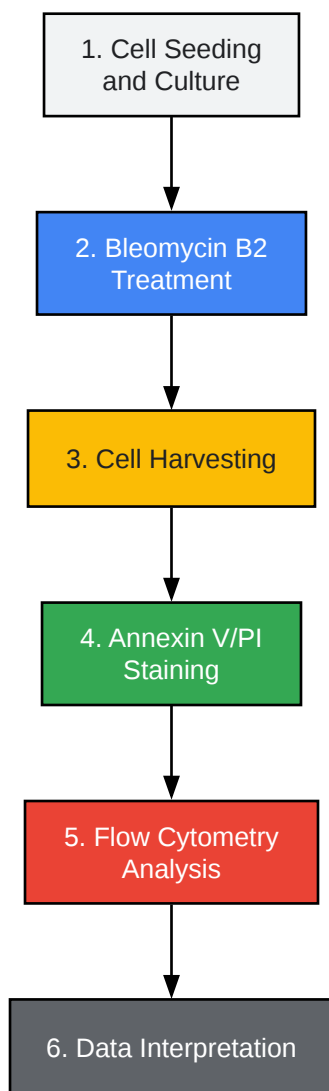 1. Cell Seeding
and Culture
2. Bleomycin B2
Treatment
3. Cell Harvesting
4. Annexin V/PI
Staining
5. Flow Cytometry
Analysis
6. Data Interpretation